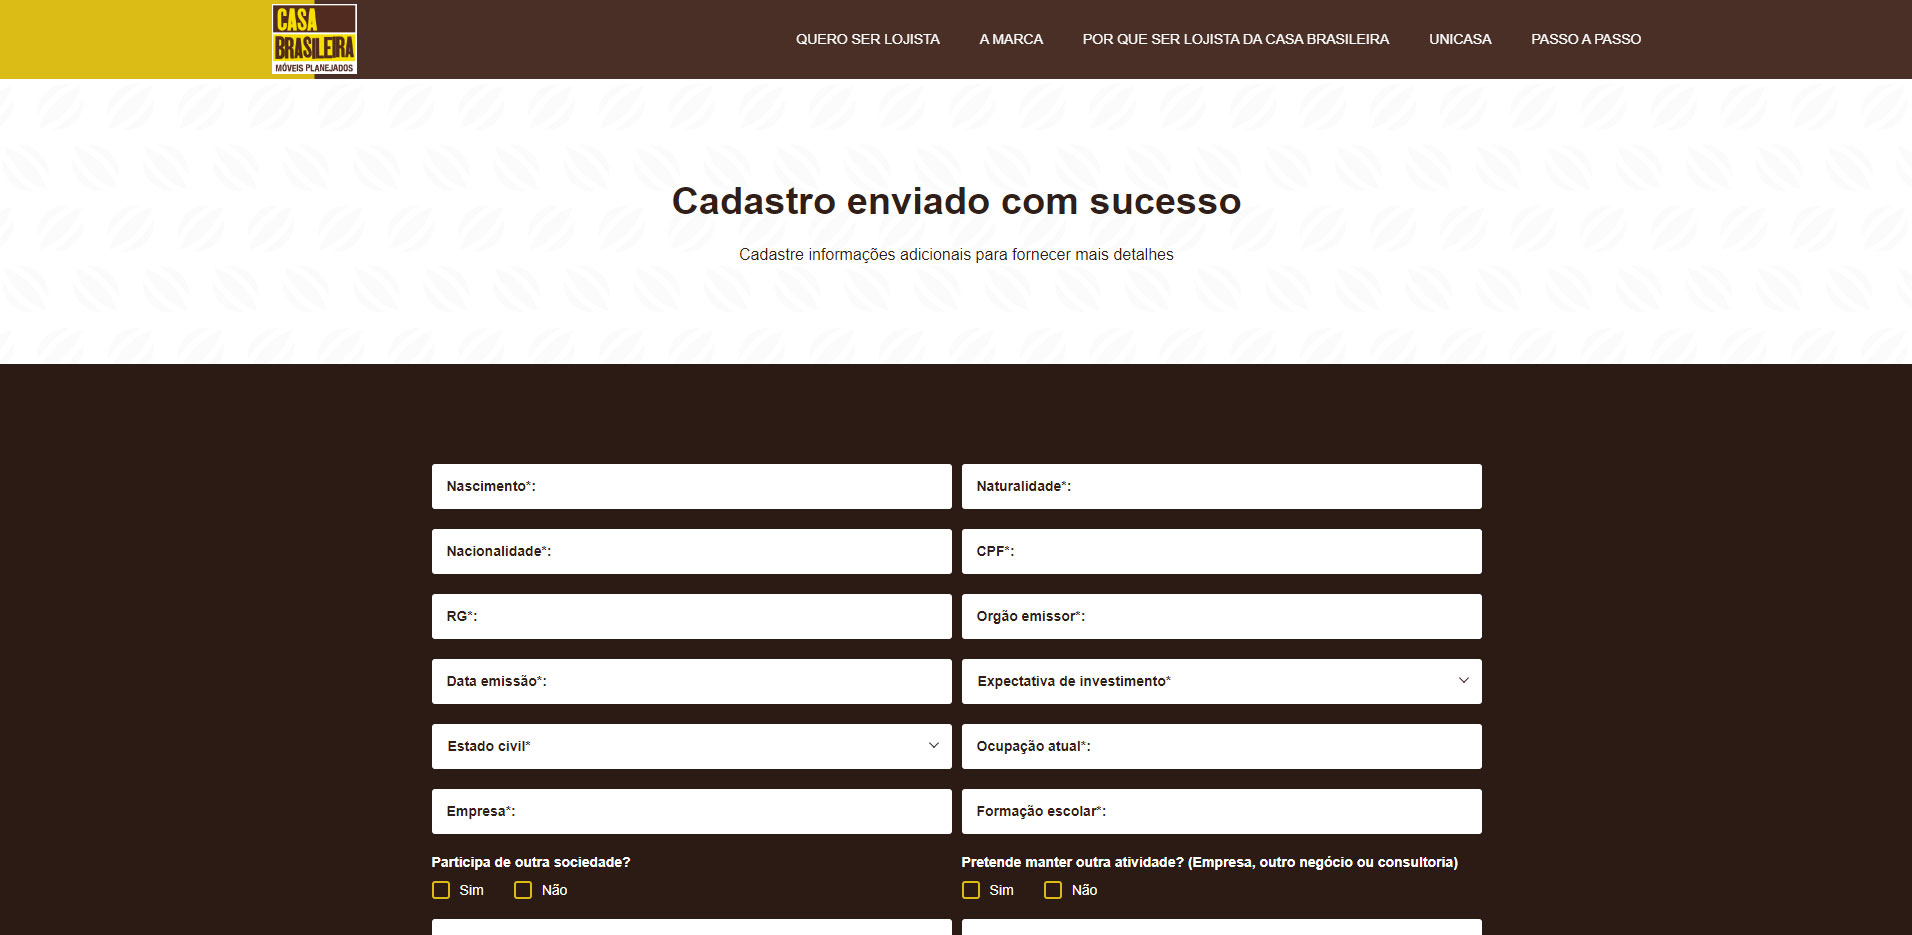 CASA
BRASILEIRA
MÓVEIS PLANEJADOS
QUERO SER LOJISTA A MARCA POR QUE SER LOJISTA DA CASA BRASILEIRA UNICASA PASSO A PASSO
Cadastro enviado com sucesso
Cadastre informações adicionais para fornecer mais detalhes
Nascimento*: Naturalidade*:
Nacionalidade*: CPF*:
RG*: Orgão emissor*:
Data emissão*: Expectativa de investimento*
Estado civil* Ocupação atual*:
Empresa*: Formação escolar*:
Participa de outra sociedade? Pretende manter outra atividade? (Empresa, outro negócio ou consultoria)
Sim Não Sim Não